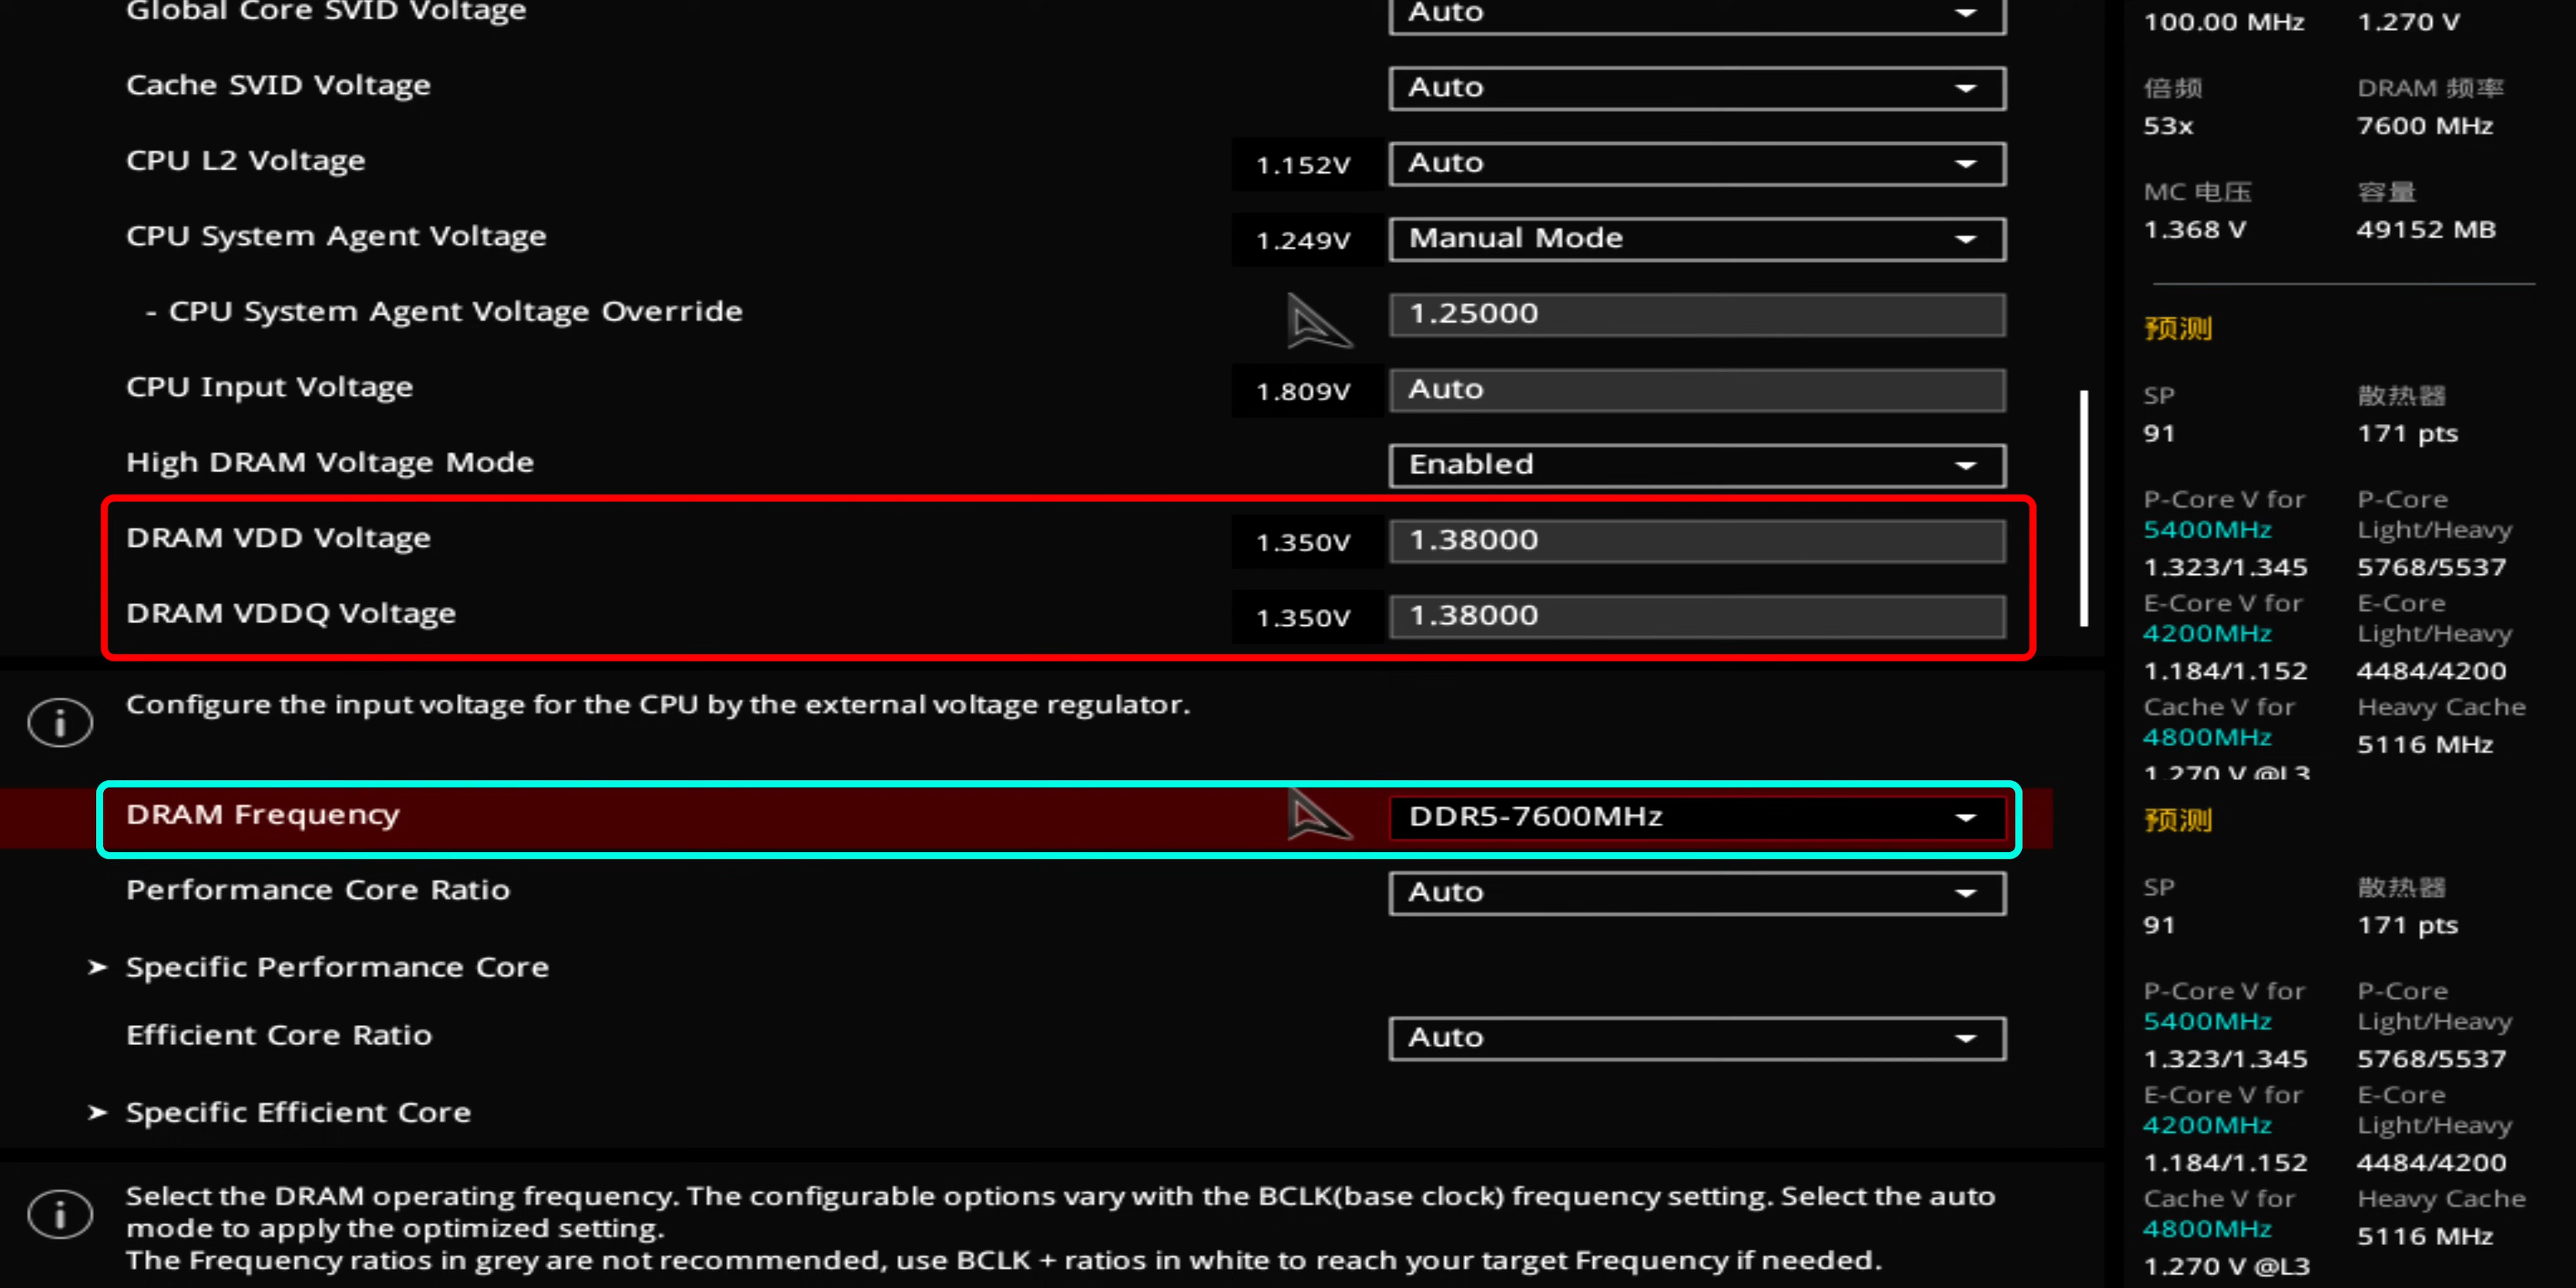 Global Core SVID Voltage Auto
Cache SVID Voltage Auto
CPU L2 Voltage 1.152V Auto
CPU System Agent Voltage 1.249V Manual Mode
- CPU System Agent Voltage Override 1.25000
CPU Input Voltage 1.809V Auto
High DRAM Voltage Mode Enabled
DRAM VDD Voltage 1.350V 1.38000
DRAM VDDQ Voltage 1.350V 1.38000
Configure the input voltage for the CPU by the external voltage regulator.
DRAM Frequency DDR5-7600MHz
Performance Core Ratio Auto
Specific Performance Core
Efficient Core Ratio Auto
Specific Efficient Core
Select the DRAM operating frequency. The configurable options vary with the BCLK(base clock) frequency setting. Select the auto
mode to apply the optimized setting.
The Frequency ratios in grey are not recommended, use BCLK + ratios in white to reach your target Frequency if needed.
100.00 MHz 1.270 V
倍频 DRAM 频率
53x 7600 MHz
MC 电压 容量
1.368 V 49152 MB
预测
SP 散热器
91 171 pts
P-Core V for P-Core
5400MHz Light/Heavy
1.323/1.345 5768/5537
E-Core V for E-Core
4200MHz Light/Heavy
1.184/1.152 4484/4200
Cache V for Heavy Cache
4800MHz 5116 MHz
1.270 V @L3
预测
SP 散热器
91 171 pts
P-Core V for P-Core
5400MHz Light/Heavy
1.323/1.345 5768/5537
E-Core V for E-Core
4200MHz Light/Heavy
1.184/1.152 4484/4200
Cache V for Heavy Cache
4800MHz 5116 MHz
1.270 V @L3